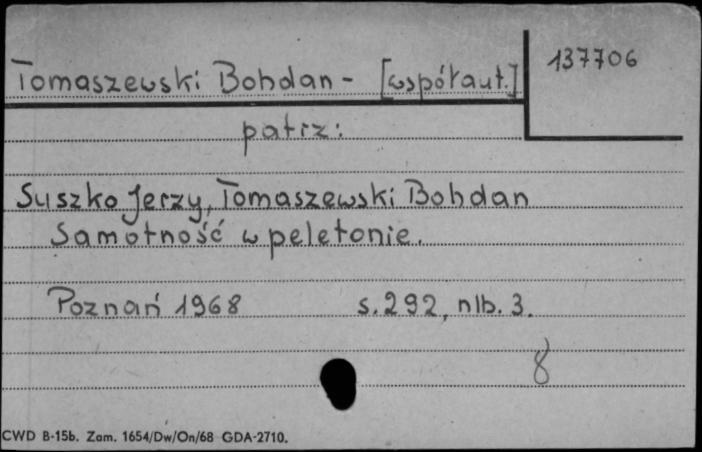 Tomaszewski Bohdan - [współaut.]
137706
patrz:
Suszko Jerzy, Tomaszewski Bohdan
Samotność w peletonie.
Poznań 1968 s. 292, nlb. 3.
8
CWD B-15b. Zam. 1654/Dw/On/68 GDA-2710.